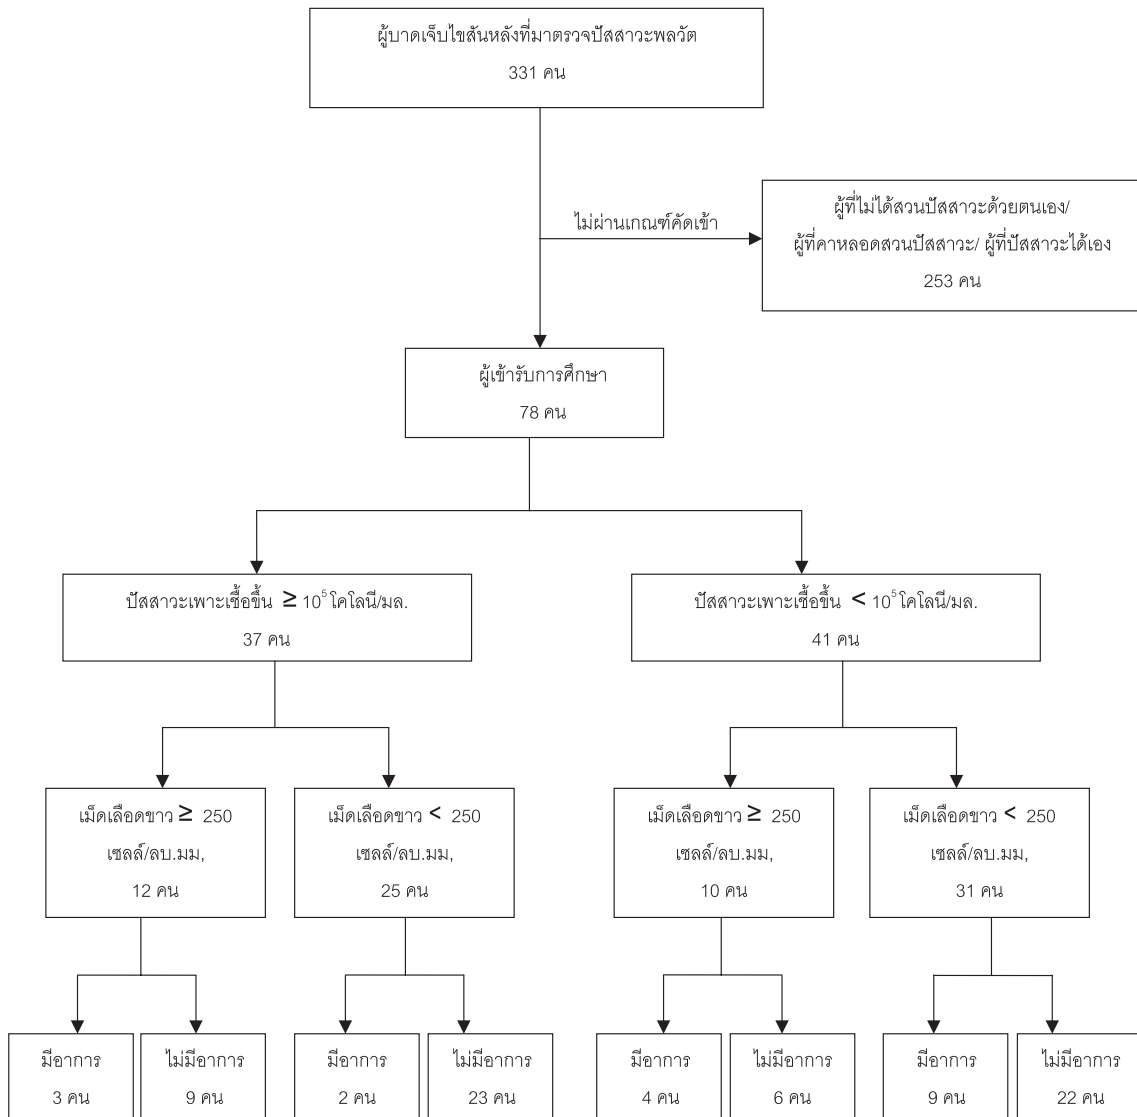 ผู้บาดเจ็บไขสันหลังที่มาตรวจปัสสาวะพลวัต
331 คน
ไม่ผ่านเกณฑ์คัดเข้า
ผู้ที่ไม่ได้สวนปัสสาวะด้วยตนเอง/
ผู้ที่คาหลอดสวนปัสสาวะ/ ผู้ที่ปัสสาวะได้เอง
253 คน
ผู้เข้ารับการศึกษา
78 คน
ปัสสาวะเพาะเชื้อขึ้น ≥ 10⁵ โคโลนี/มล.
37 คน
ปัสสาวะเพาะเชื้อขึ้น < 10⁵ โคโลนี/มล.
41 คน
เม็ดเลือดขาว ≥ 250
เซลล์/ลบ.มม,
12 คน
เม็ดเลือดขาว < 250
เซลล์/ลบ.มม,
25 คน
เม็ดเลือดขาว ≥ 250
เซลล์/ลบ.มม,
10 คน
เม็ดเลือดขาว < 250
เซลล์/ลบ.มม,
31 คน
มีอาการ
3 คน
ไม่มีอาการ
9 คน
มีอาการ
2 คน
ไม่มีอาการ
23 คน
มีอาการ
4 คน
ไม่มีอาการ
6 คน
มีอาการ
9 คน
ไม่มีอาการ
22 คน